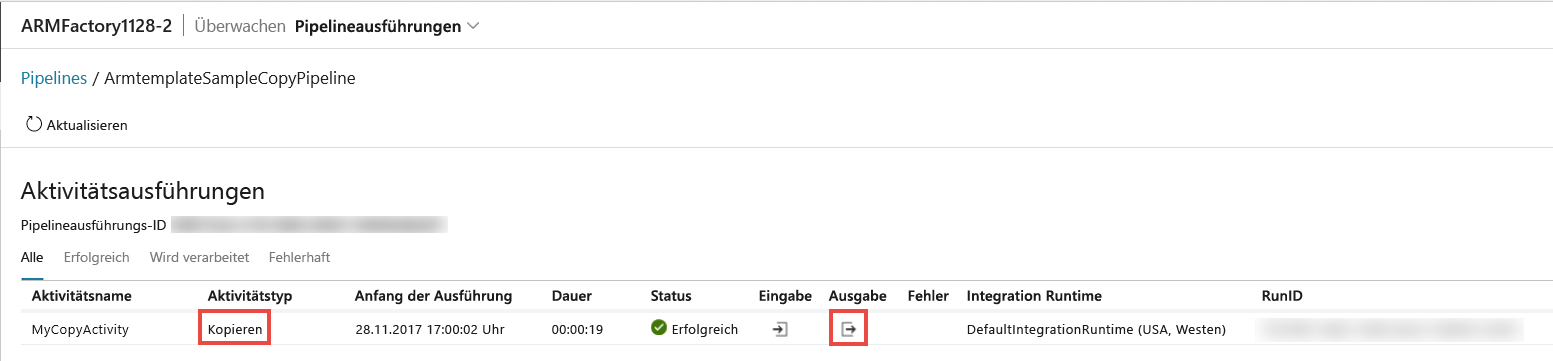 ARMFactory1128-2 Überwachen Pipelineausführungen
Pipelines / ArmtemplateSampleCopyPipeline
Aktualisieren
Aktivitätsausführungen
Pipelineausführungs-ID
Alle Erfolgreich Wird verarbeitet Fehlerhaft
Aktivitätsname Aktivitätstyp Anfang der Ausführung Dauer Status Eingabe Ausgabe Fehler Integration Runtime RunID
MyCopyActivity Kopieren 28.11.2017 17:00:02 Uhr 00:00:19 Erfolgreich DefaultIntegrationRuntime (USA, Westen)